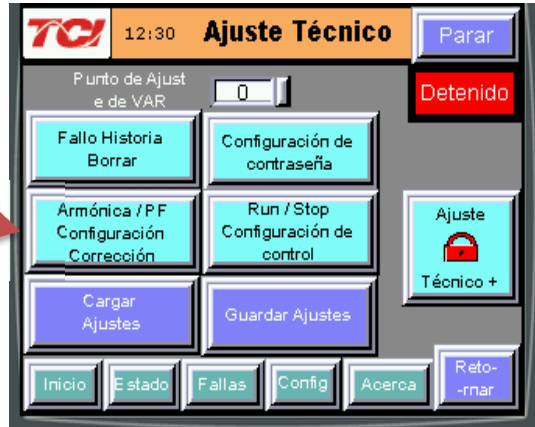 TCI 12:30 Ajuste Técnico Parar
Punto de Ajust
e de VAR
0
Detenido
Fallo Historia
Borrar
Configuración de
contraseña
Armónica / PF
Configuración
Corrección
Run / Stop
Configuración de
control
Ajuste
Técnico +
Cargar
Ajustes
Guardar Ajustes
Inicio Estado Fallas Config Acerca
Reto-
-rnar